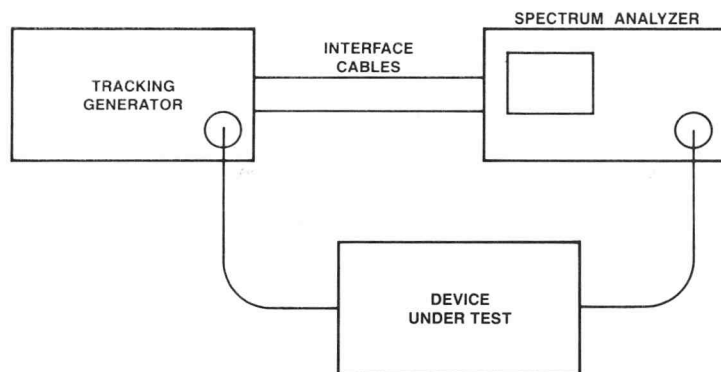 SPECTRUM ANALYZER
INTERFACE
CABLES
TRACKING
GENERATOR
DEVICE
UNDER TEST